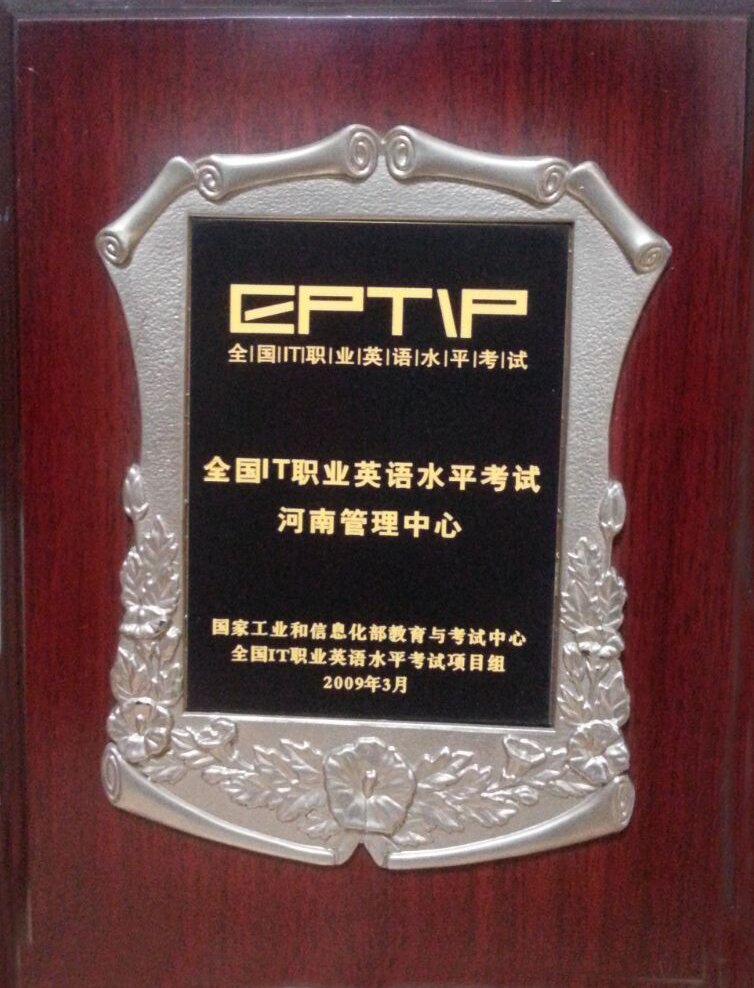 EPTIP
全|国|IT|职|业|英|语|水|平|考|试
全国IT职业英语水平考试
河南管理中心
国家工业和信息化部教育与考试中心
全国IT职业英语水平考试项目组
2009年3月